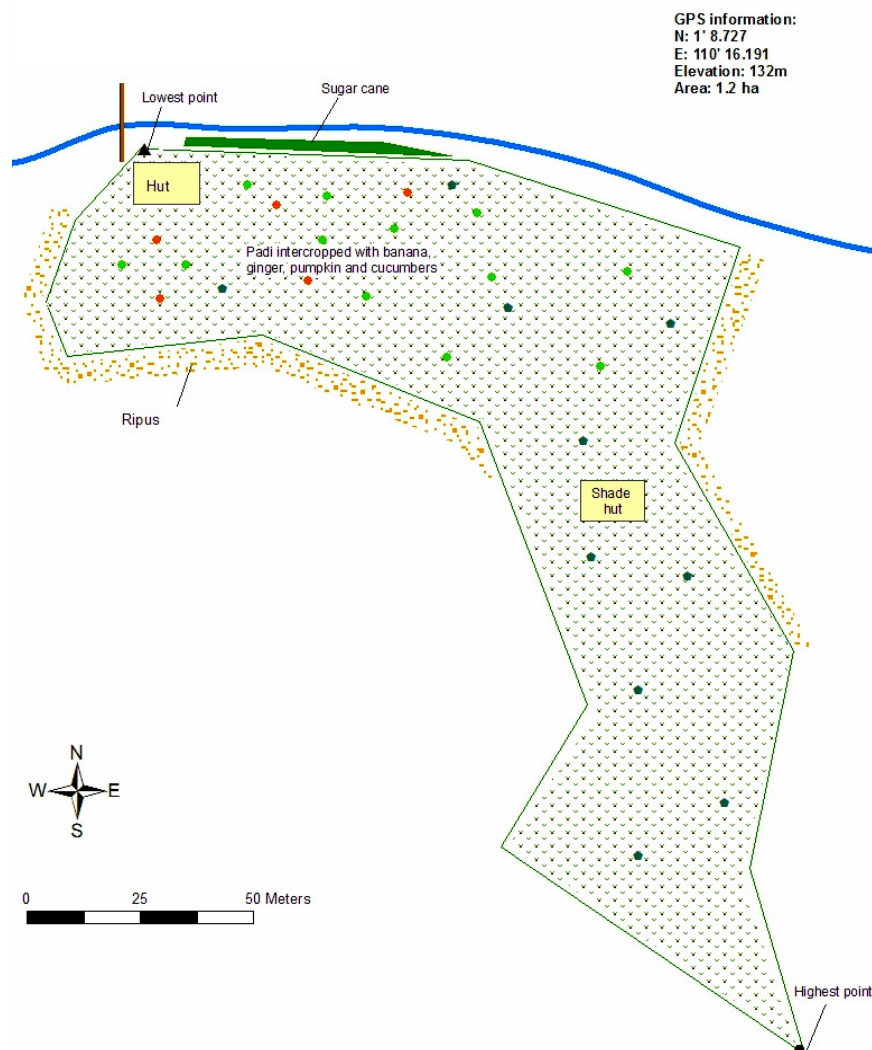 GPS information:
N: 1' 8.727
E: 110' 16.191
Elevation: 132m
Area: 1.2 ha
Sugar cane
Lowest point
Hut
Padi intercropped with banana,
ginger, pumpkin and cucumbers
Ripus
Shade
hut
N
W E
S
0 25 50 Meters
Highest point